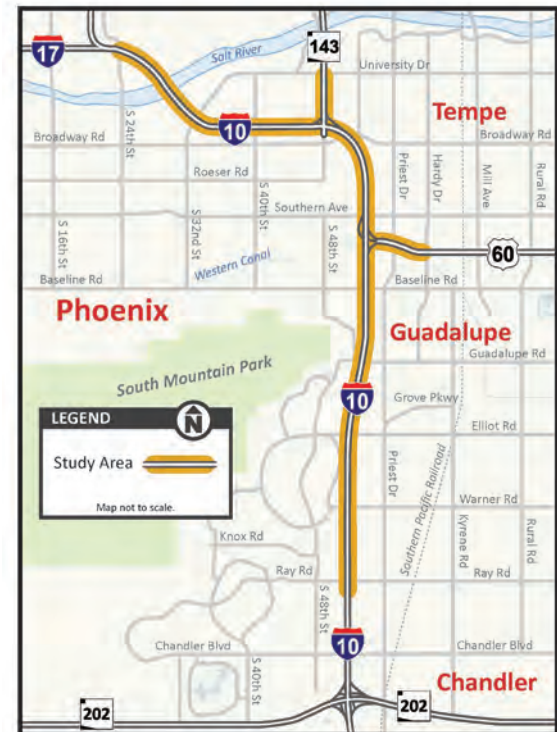 17
Salt River
143
University Dr
Tempe
S 24th St
10
Broadway Rd
Broadway Rd
Roeser Rd
S 40th St
Priest Dr
Hardy Dr
Mill Ave
Rural Rd
Southern Ave
S 16th St
S 32nd St
S 48th St
Western Canal
60
Baseline Rd
Baseline Rd
Phoenix
Guadalupe
Guadalupe Rd
South Mountain Park
10
Grove Pkwy
LEGEND
N
Elliot Rd
Study Area
Priest Dr
Southern Pacific Railroad
Map not to scale.
Warner Rd
Kyrene Rd
Rural Rd
Knox Rd
Ray Rd
S 48th St
Ray Rd
10
Chandler Blvd
Chandler Blvd
S 40th St
Chandler
202
202